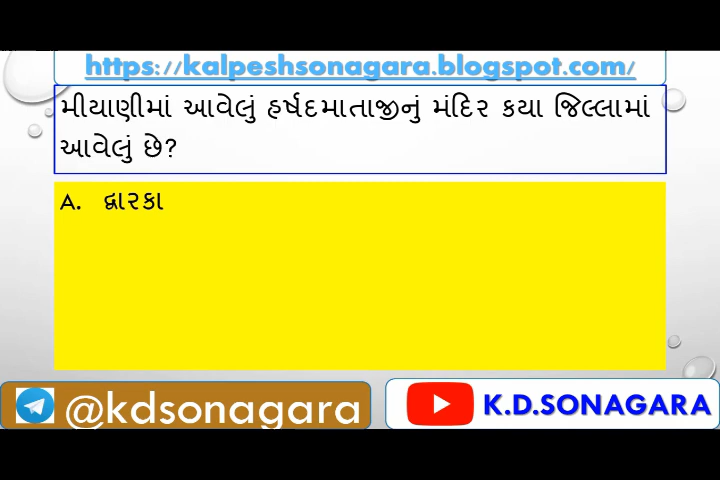 https://kalpeshsonagara.blogspot.com/
મીયાણીમાં આવેલું હર્ષદમાતાજીનું મંદિર કયા જિલ્લામાં
આવેલું છે?
A. દ્વારકા
@kdsonagara
K.D.SONAGARA